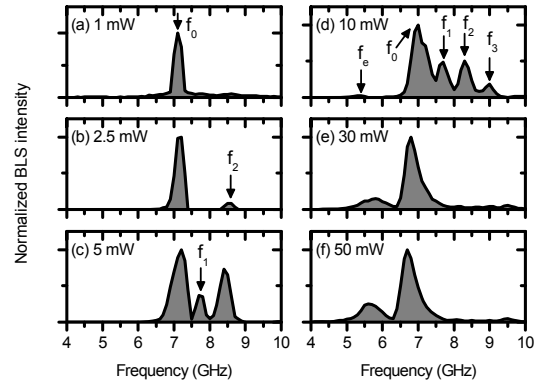 Normalized BLS intensity
(a) 1 mW
f0
(b) 2.5 mW
f2
(c) 5 mW
f1
4 5 6 7 8 9 10
Frequency (GHz)
(d) 10 mW
fe
f0
f1
f2
f3
(e) 30 mW
(f) 50 mW
4 5 6 7 8 9 10
Frequency (GHz)